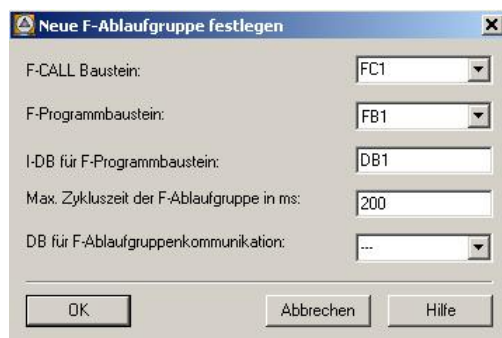 Neue F-Ablaufgruppe festlegen
F-CALL Baustein: FC1
F-Programmbaustein: FB1
I-DB für F-Programmbaustein: DB1
Max. Zykluszeit der F-Ablaufgruppe in ms: 200
DB für F-Ablaufgruppenkommunikation: ---
OK Abbrechen Hilfe